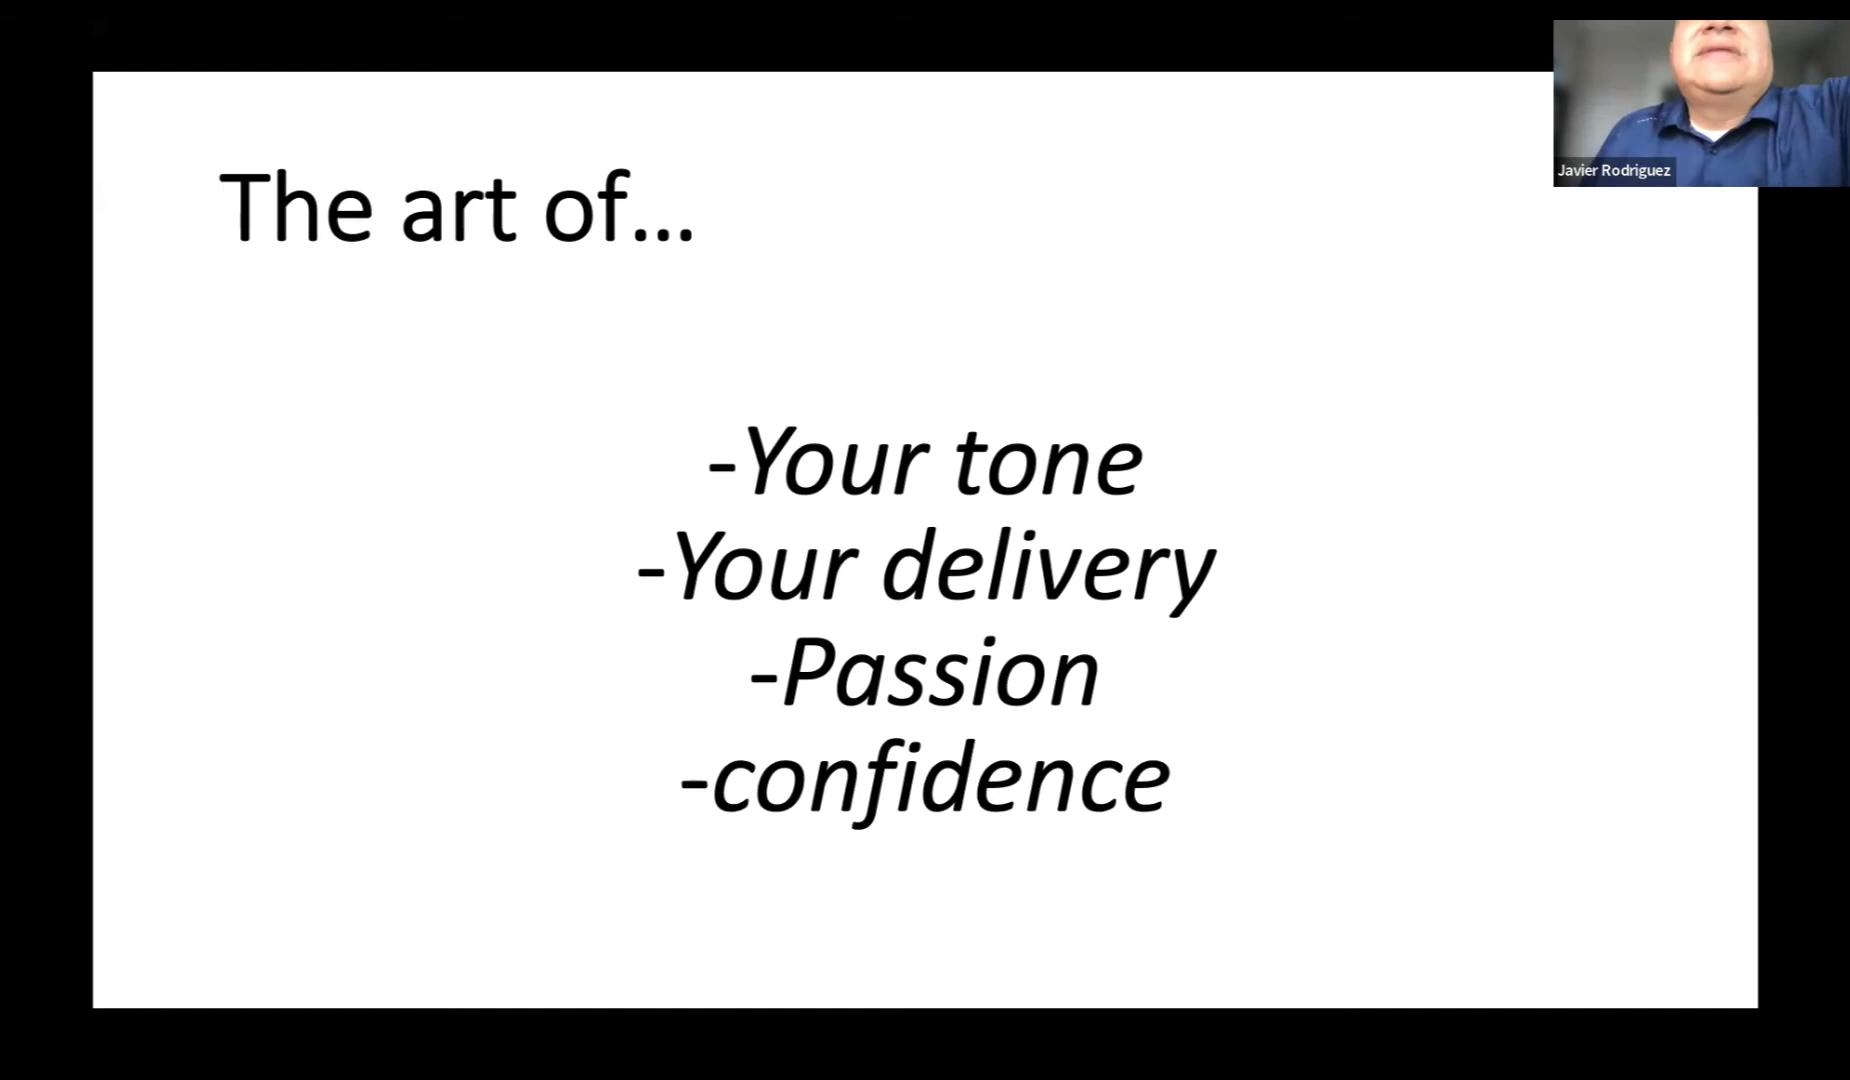 The art of...
-Your tone
-Your delivery
-Passion
-confidence
Javier Rodriguez